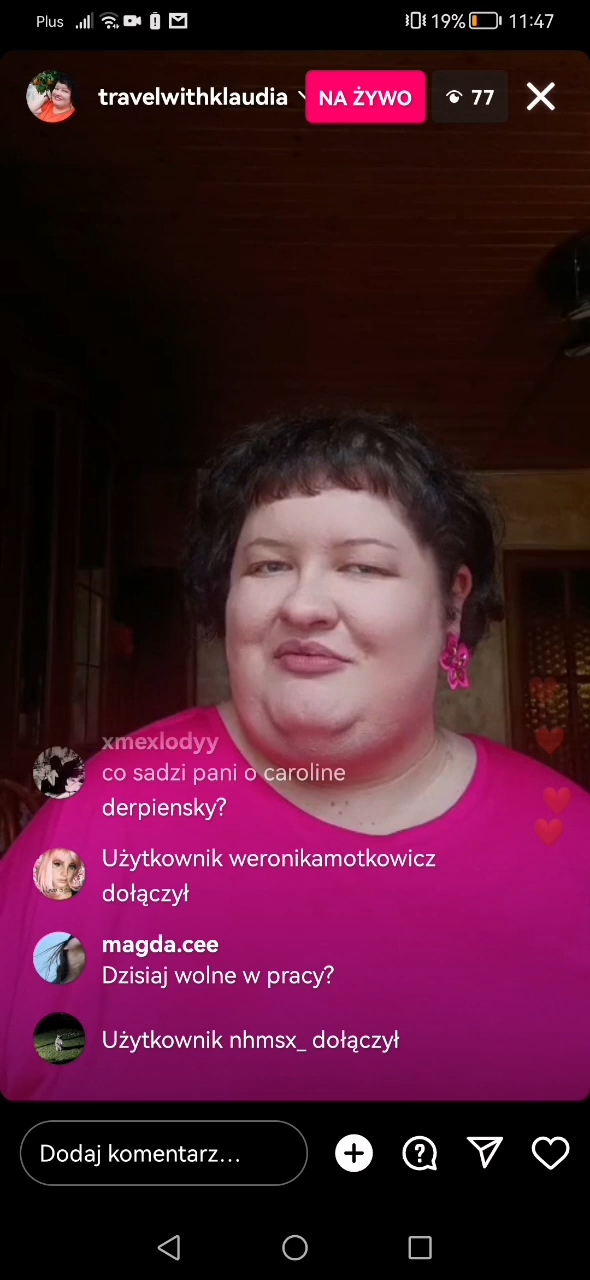 Plus 19% 11:47
travelwithklaudia NA ŻYWO 77
xmexlodyy
co sadzi pani o caroline
derpiensky?
Użytkownik weronikamotkowicz
dołączył
magda.cee
Dzisiaj wolne w pracy?
Użytkownik nhmsx_ dołączył
Dodaj komentarz...